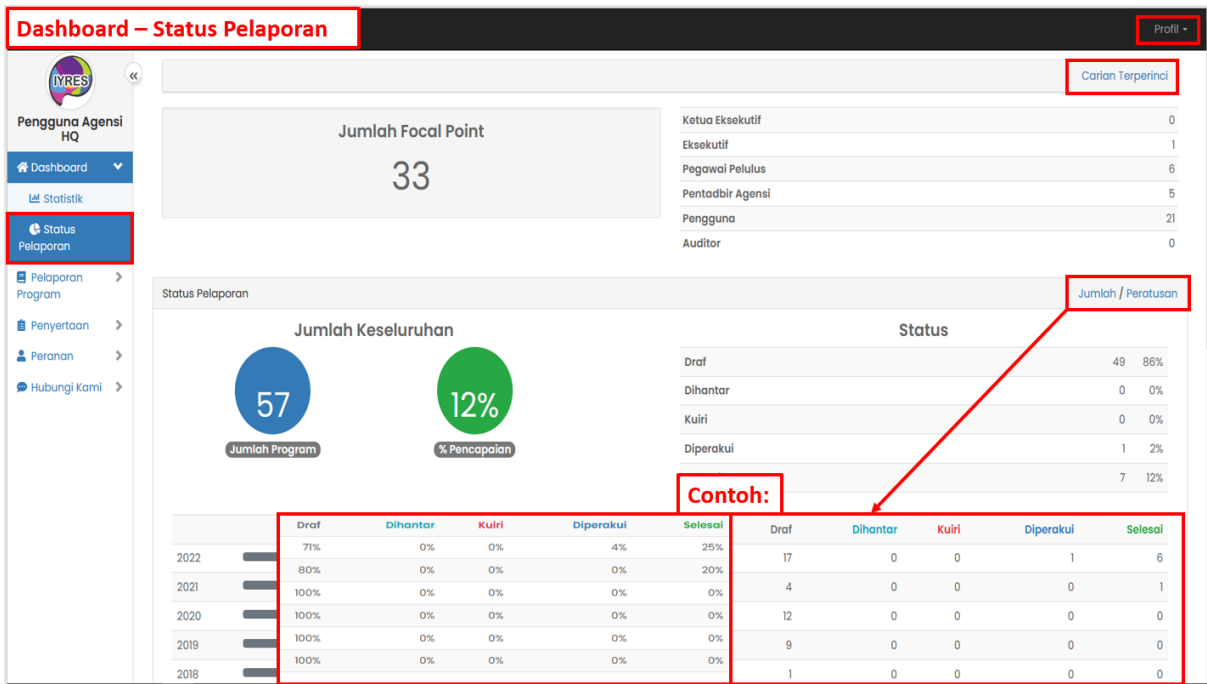 Dashboard – Status Pelaporan
Profil
IYRES
«
Carian Terperinci
Pengguna Agensi
HQ
Dashboard
Statistik
Status
Pelaporan
Pelaporan
Program
Penyertaan
Peranan
Hubungi Kami
Jumlah Focal Point
33
Ketua Eksekutif 0
Eksekutif 1
Pegawai Pelulus 6
Pentadbir Agensi 5
Pengguna 21
Auditor 0
Status Pelaporan
Jumlah / Peratusan
Jumlah Keseluruhan
57
Jumlah Program
12%
% Pencapaian
Status
Draf 49 86%
Dihantar 0 0%
Kuiri 0 0%
Diperakui 1 2%
7 12%
Contoh:
2022
2021
2020
2019
2018
Draf Dihantar Kuiri Diperakui Selesai
71% 0% 0% 4% 25%
80% 0% 0% 0% 20%
100% 0% 0% 0% 0%
100% 0% 0% 0% 0%
100% 0% 0% 0% 0%
100% 0% 0% 0% 0%
Draf Dihantar Kuiri Diperakui Selesai
17 0 0 1 6
4 0 0 0 1
12 0 0 0 0
9 0 0 0 0
1 0 0 0 0